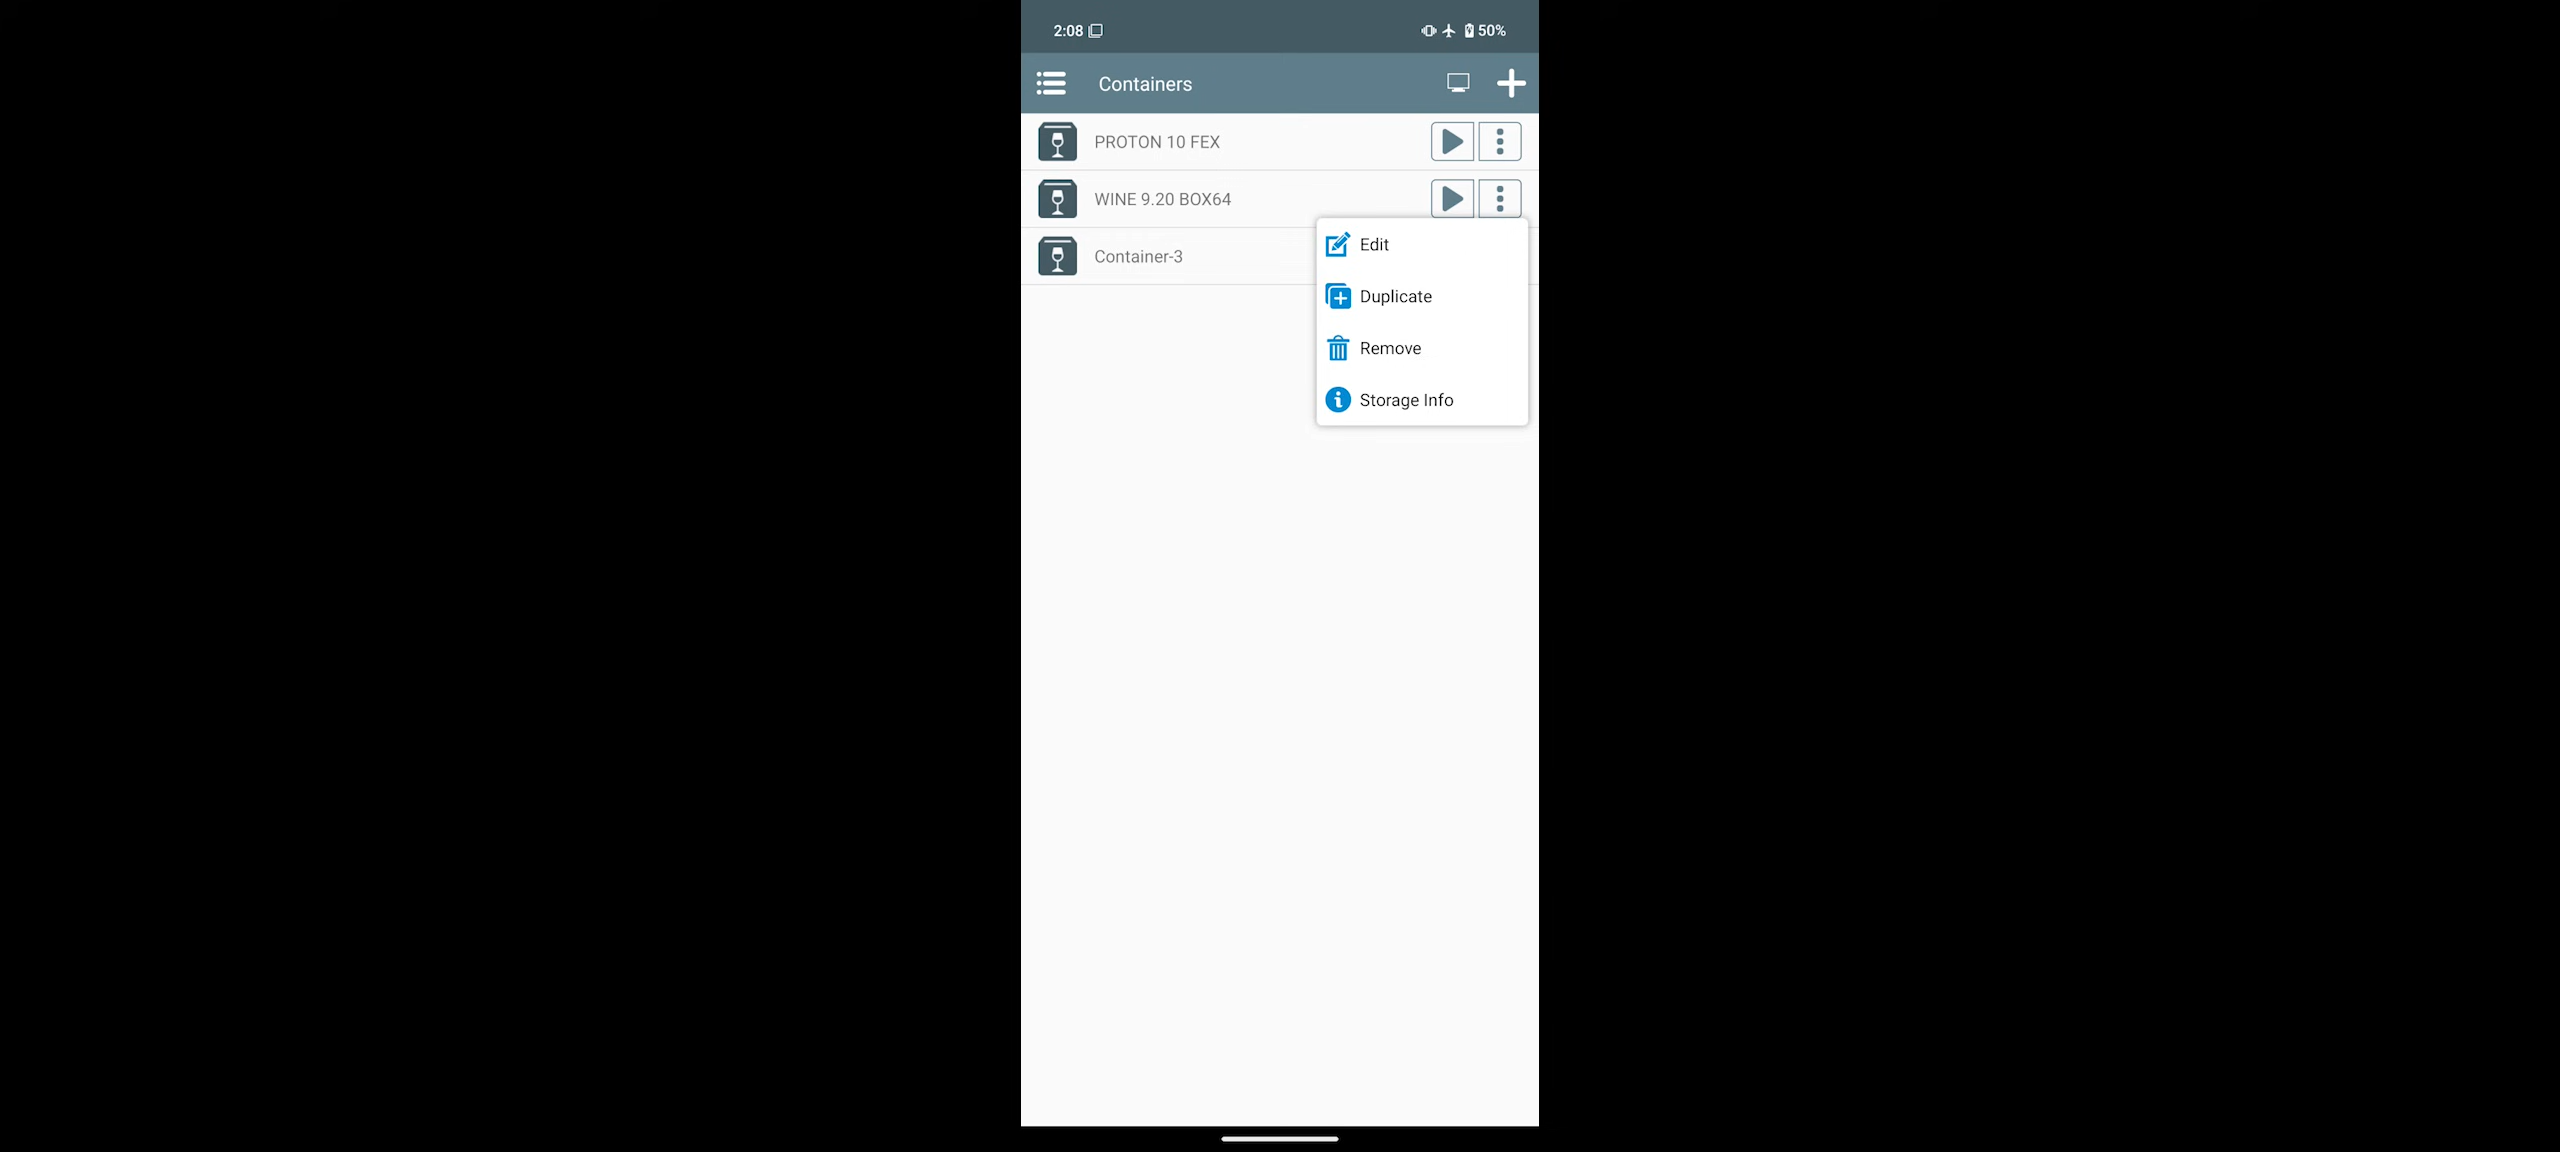 2:08 50%
Containers
PROTON 10 FEX
WINE 9.20 BOX64
Container-3
Edit
Duplicate
Remove
Storage Info